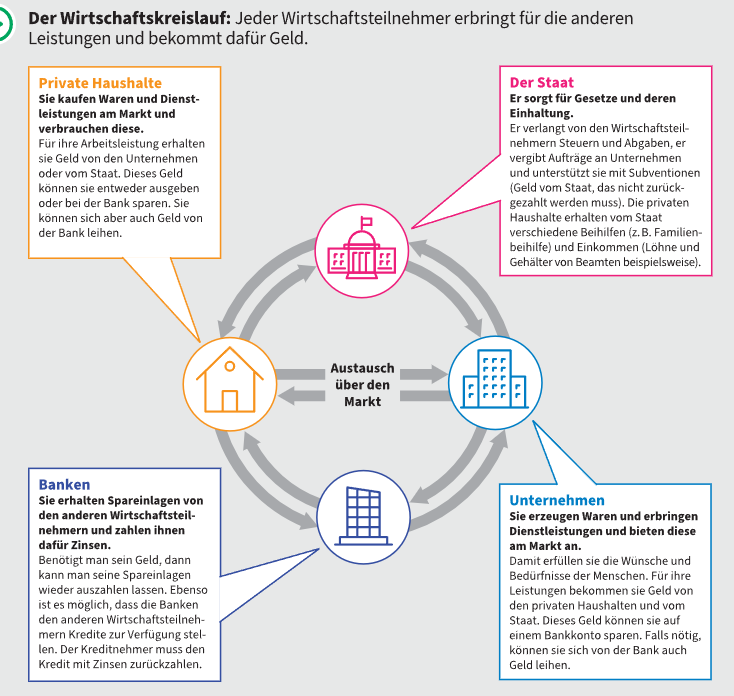 Der Wirtschaftskreislauf: Jeder Wirtschaftsteilnehmer erbringt für die anderen
Leistungen und bekommt dafür Geld.
Private Haushalte
Sie kaufen Waren und Dienst-
leistungen am Markt und
verbrauchen diese.
Für ihre Arbeitsleistung erhalten
sie Geld von den Unternehmen
oder vom Staat. Dieses Geld
können sie entweder ausgeben
oder bei der Bank sparen. Sie
können sich aber auch Geld von
der Bank leihen.
Der Staat
Er sorgt für Gesetze und deren
Einhaltung.
Er verlangt von den Wirtschaftsteil-
nehmern Steuern und Abgaben, er
vergibt Aufträge an Unternehmen
und unterstützt sie mit Subventionen
(Geld vom Staat, das nicht zurück-
gezahlt werden muss). Die privaten
Haushalte erhalten vom Staat
verschiedene Beihilfen (z. B. Familien-
beihilfe) und Einkommen (Löhne und
Gehälter von Beamten beispielsweise).
Austausch
über den
Markt
Banken
Sie erhalten Spareinlagen von
den anderen Wirtschaftsteil-
nehmern und zahlen ihnen
dafür Zinsen.
Benötigt man sein Geld, dann
kann man seine Spareinlagen
wieder auszahlen lassen. Ebenso
ist es möglich, dass die Banken
den anderen Wirtschaftsteilneh-
mern Kredite zur Verfügung stel-
len. Der Kreditnehmer muss den
Kredit mit Zinsen zurückzahlen.
Unternehmen
Sie erzeugen Waren und erbringen
Dienstleistungen und bieten diese
am Markt an.
Damit erfüllen sie die Wünsche und
Bedürfnisse der Menschen. Für ihre
Leistungen bekommen sie Geld von
den privaten Haushalten und vom
Staat. Dieses Geld können sie auf
einem Bankkonto sparen. Falls nötig,
können sie sich von der Bank auch
Geld leihen.